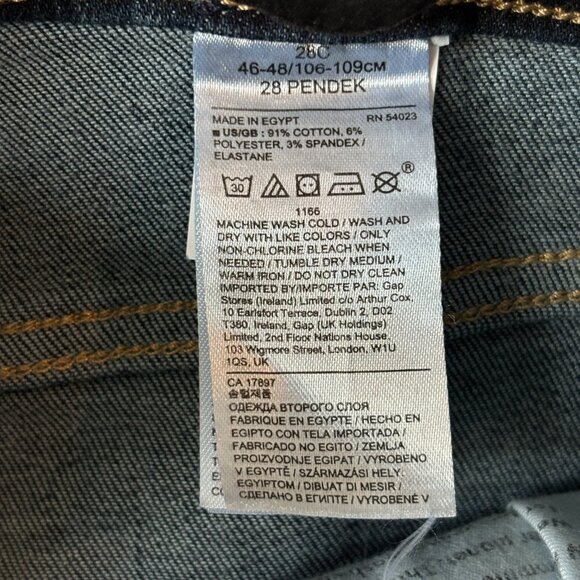 28C
46-48/106-109CM
28 PENDEK
MADE IN EGYPT RN 54023
■ US/GB : 91% COTTON, 6%
POLYESTER, 3% SPANDEX /
ELASTANE
30
®
1166
MACHINE WASH COLD / WASH AND
DRY WITH LIKE COLORS / ONLY
NON-CHLORINE BLEACH WHEN
NEEDED / TUMBLE DRY MEDIUM /
WARM IRON / DO NOT DRY CLEAN
IMPORTED BY/IMPORTE PAR: Gap
Stores (Ireland) Limited c/o Arthur Cox,
10 Earlsfort Terrace, Dublin 2, D02
T380, Ireland, Gap (UK Holdings)
Limited, 2nd Floor Nations House,
103 Wigmore Street, London, W1U
1QS, UK
CA 17897
솔텀제품
ОДЕЖДА ВТОРОГО СЛОЯ
FABRIQUE EN EGYPTE / HECHO EN
EGIPTO CON TELA IMPORTADA /
FABRICADO NO EGITO / ZEMLJA
PROIZVODNJE EGIPAT / VYROBENO
V EGYPTĚ / SZÁRMAZÁSI HELY:
EGYIPTOM / DIBUAT DI MESIR /
СДЕЛАНО В ЕГИПТЕ / VYROBENÉ V